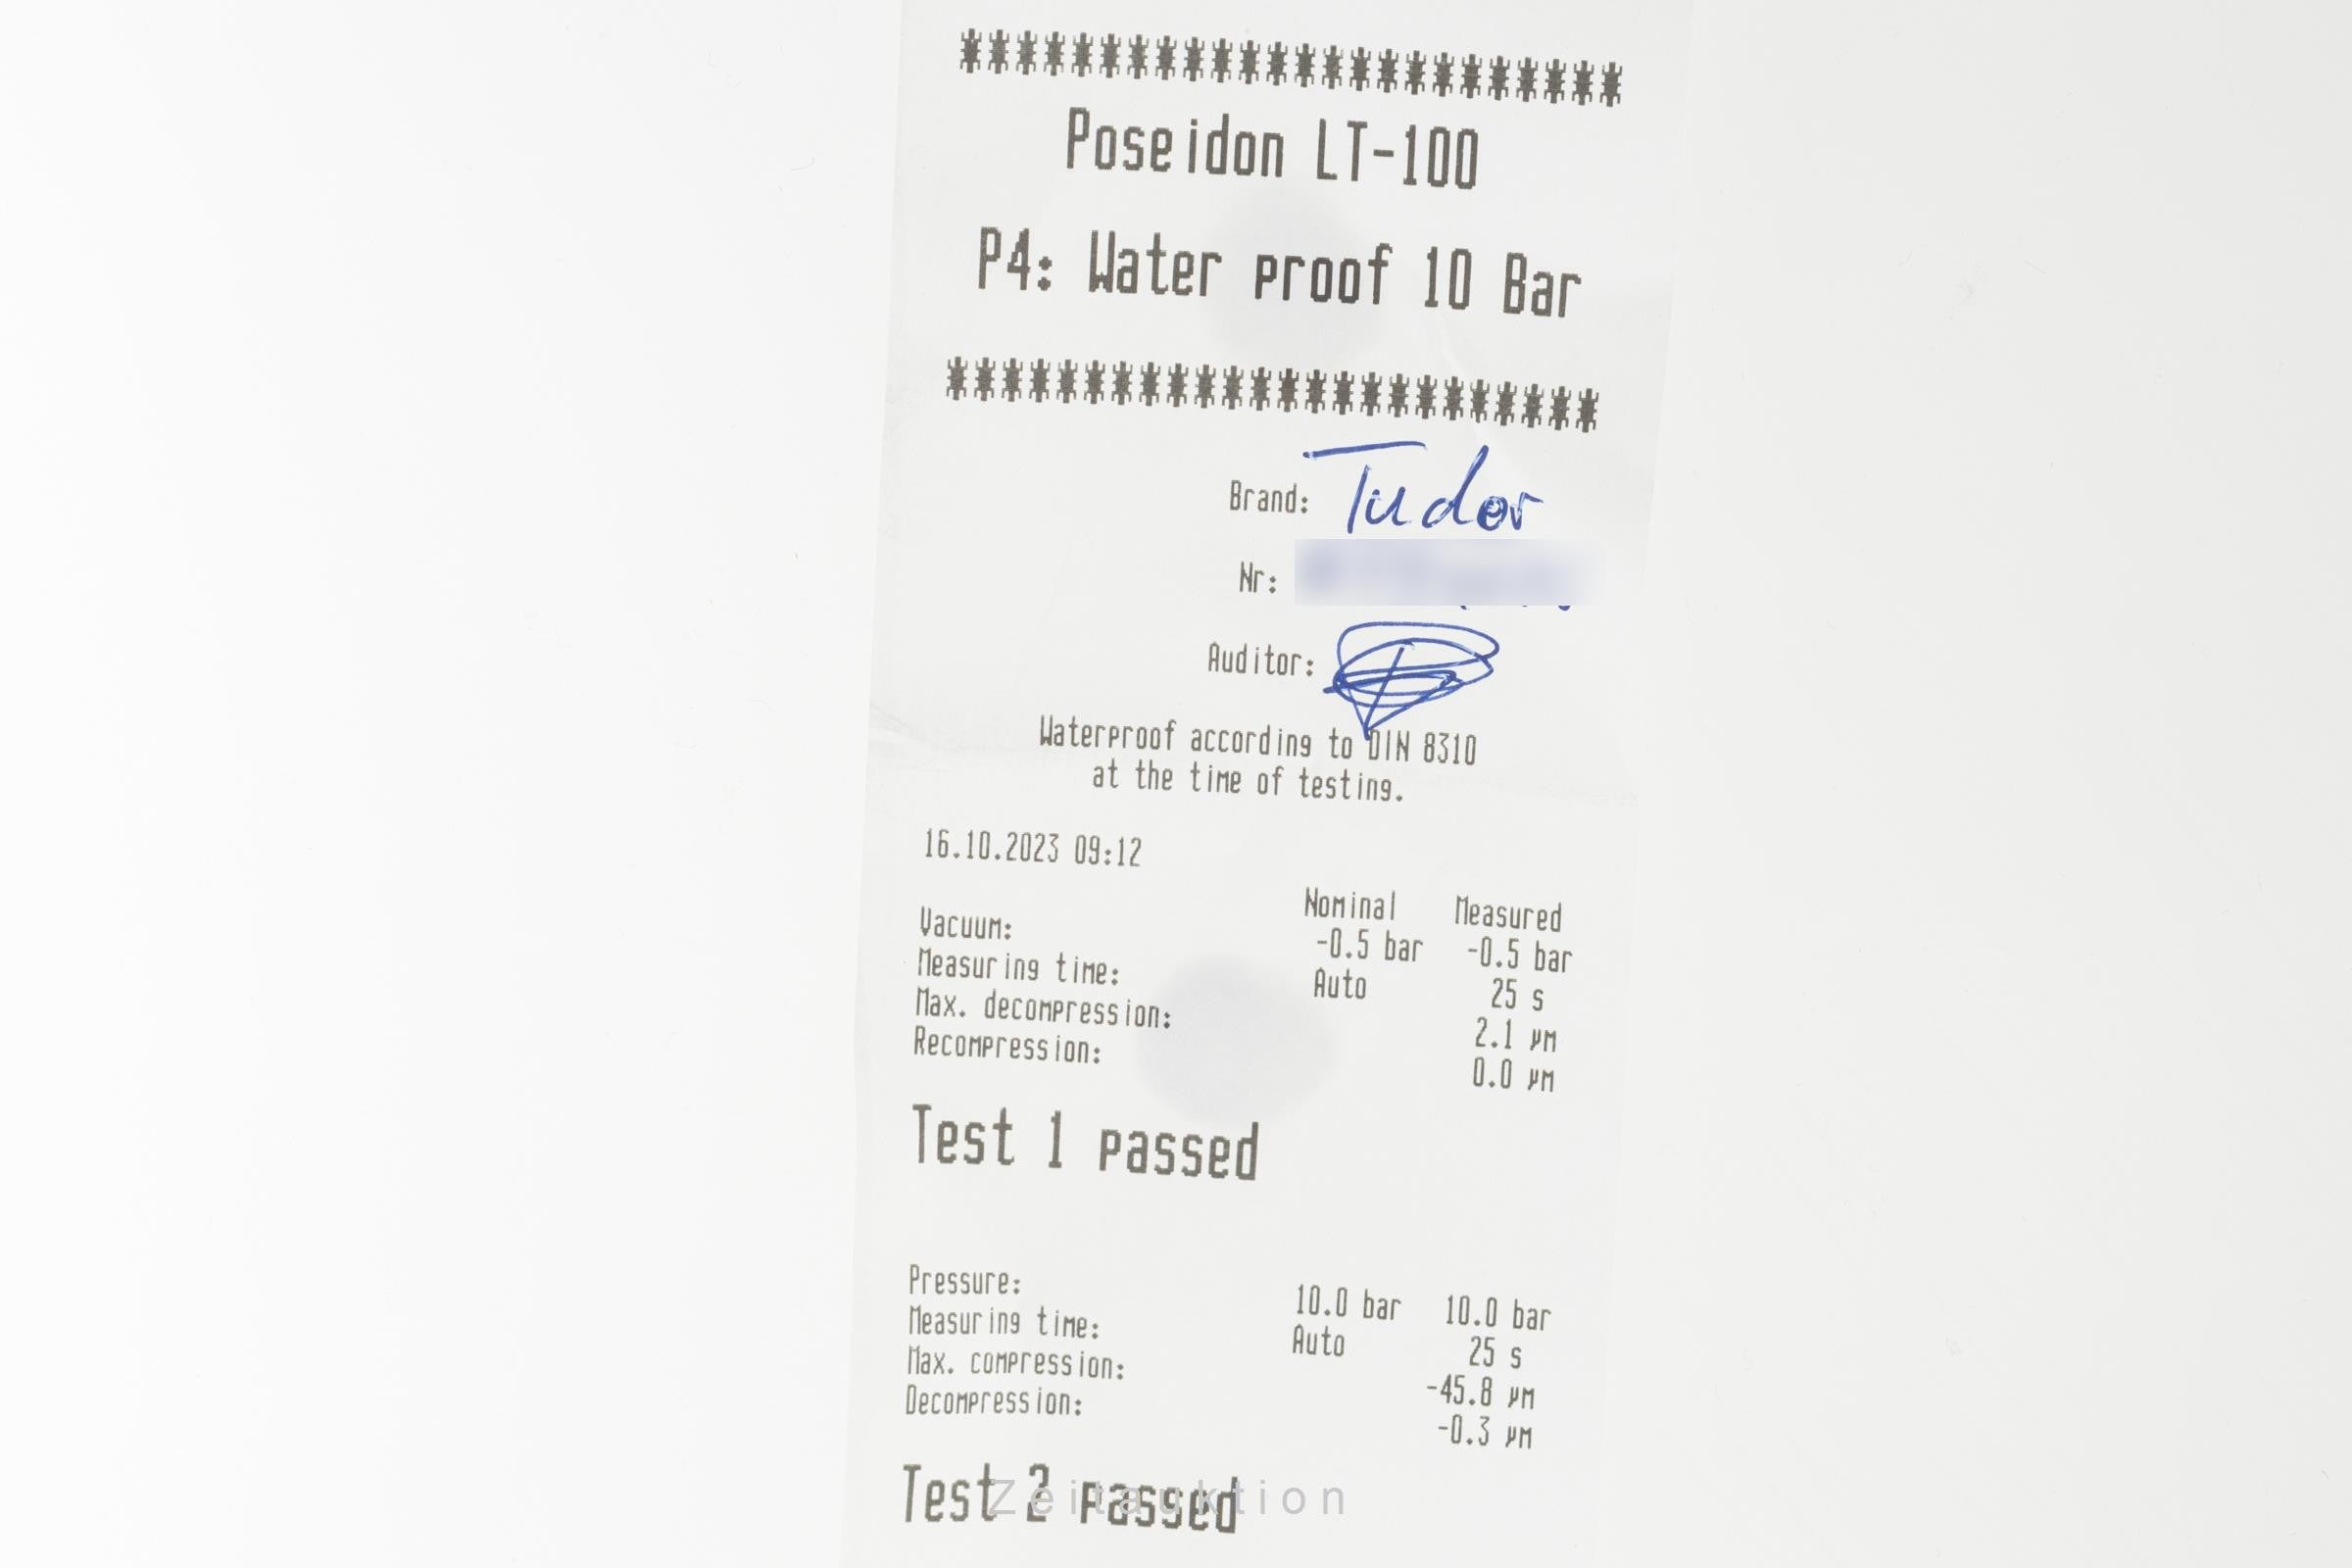 ************************
Poseidon LT-100
P4: Water proof 10 Bar
************************
Brand: Tudor
Nr:
Auditor:
Waterproof according to DIN 8310
at the time of testing.
16.10.2023 09:12
Nominal Measured
Vacuum: -0.5 bar -0.5 bar
Measuring time: Auto 25 s
Max. decompression: 2.1 µm
Recompression: 0.0 µm
Test 1 passed
Pressure: 10.0 bar 10.0 bar
Measuring time: Auto 25 s
Max. compression: -45.8 µm
Decompression: -0.3 µm
Test 2 passed
Zeitauktion